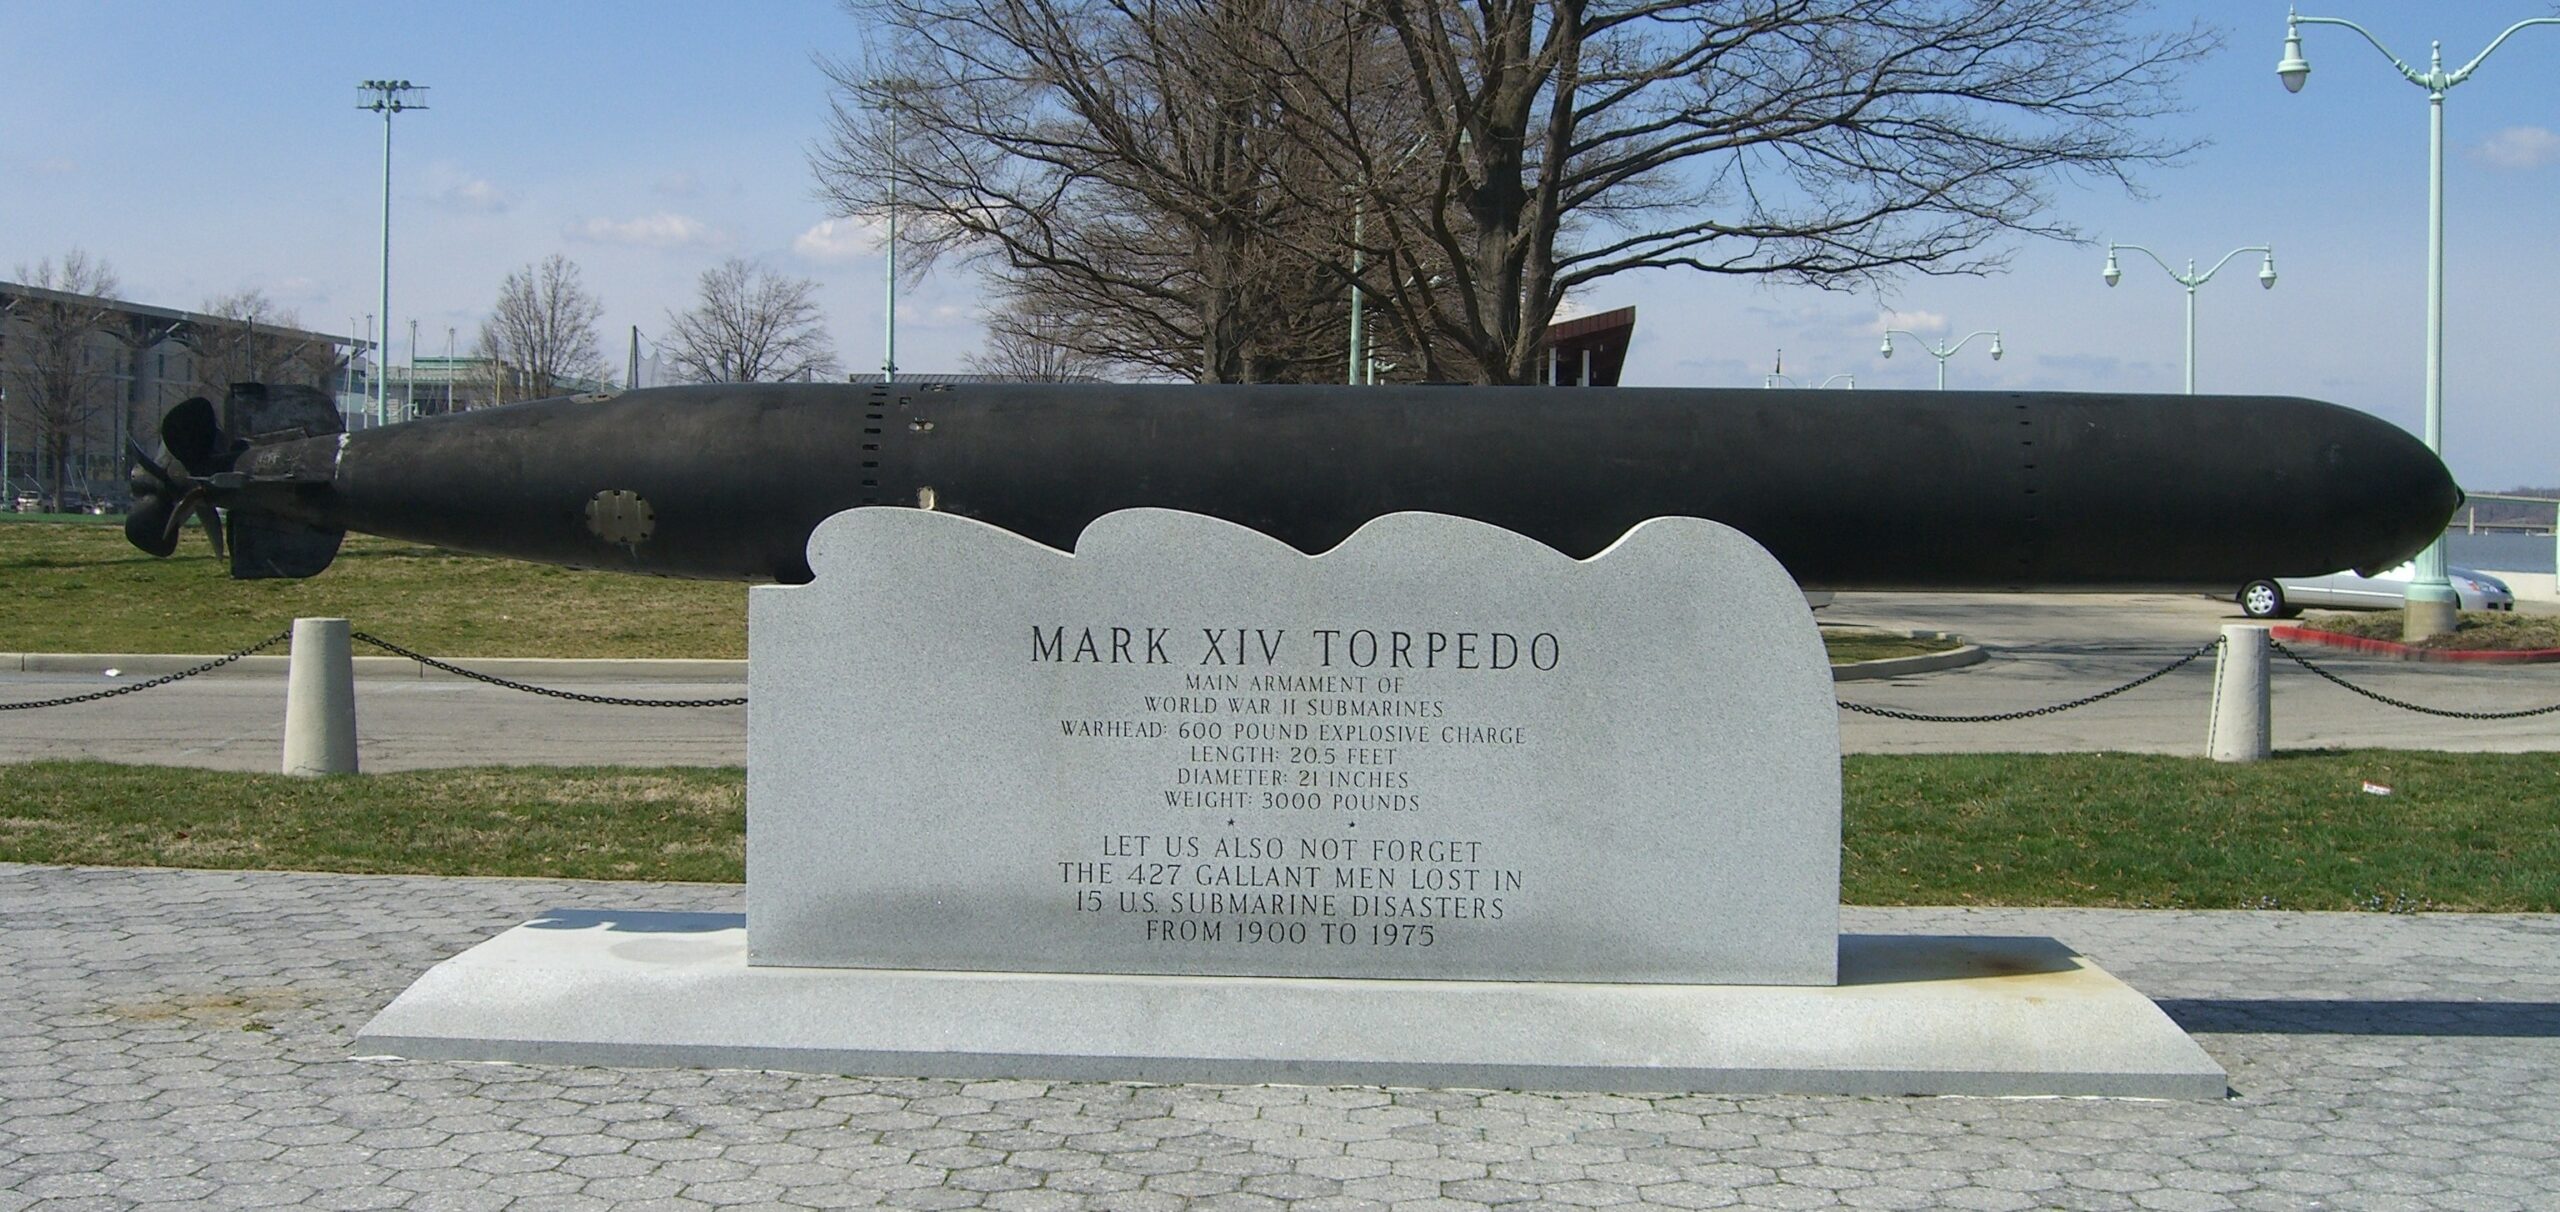 MARK XIV TORPEDO
MAIN ARMAMENT OF
WORLD WAR II SUBMARINES
WARHEAD: 600 POUND EXPLOSIVE CHARGE
LENGTH: 20.5 FEET
DIAMETER: 21 INCHES
WEIGHT: 3000 POUNDS
LET US ALSO NOT FORGET
THE 427 GALLANT MEN LOST IN
15 U.S. SUBMARINE DISASTERS
FROM 1900 TO 1975